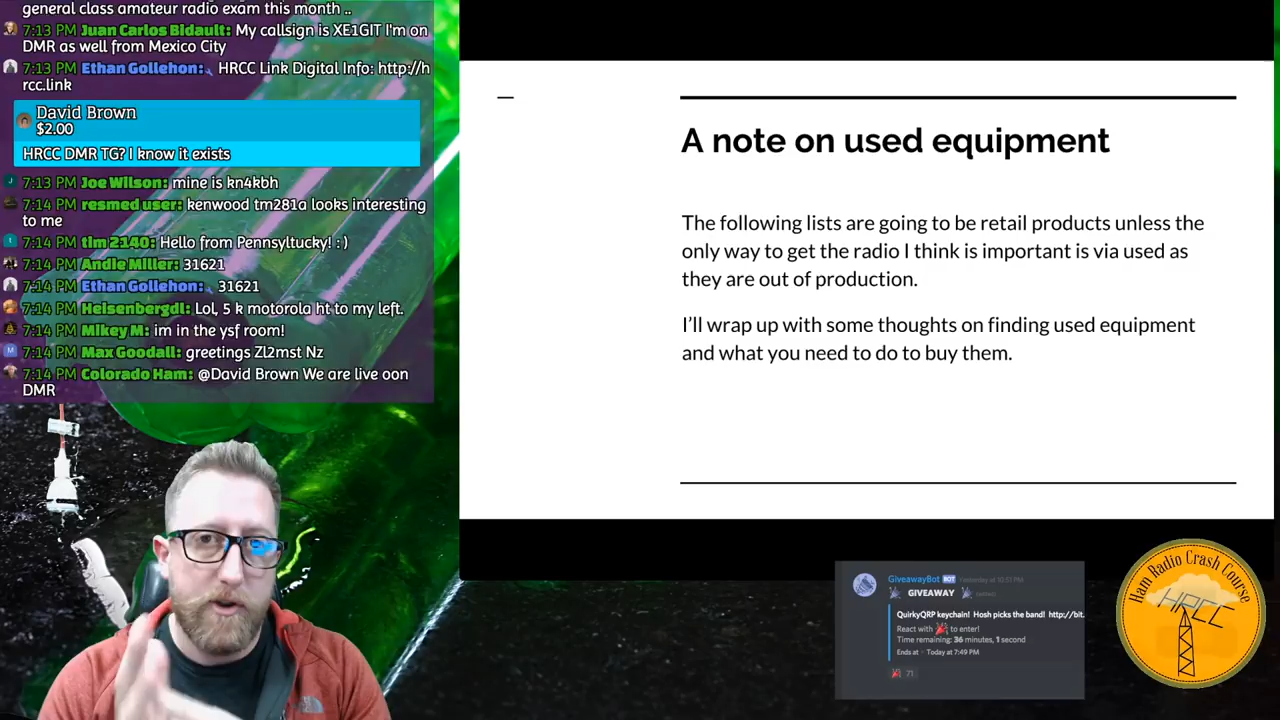 general class amateur radio exam this month ..
7:13 PM Juan Carlos Bidault: My callsign is XE1GIT I'm on
DMR as well from Mexico City
7:13 PM Ethan Gollehon: HRCC Link Digital Info: http://h
rcc.link
David Brown
$2.00
HRCC DMR TG? I know it exists
7:13 PM Joe Wilson: mine is kn4kbh
7:14 PM resmed user: kenwood tm281a looks interesting
to me
7:14 PM tim 2140: Hello from Pennsyltucky! : )
7:14 PM Andie Miller: 31621
7:14 PM Ethan Gollehon: 31621
7:14 PM Heisenbergdl: Lol, 5 k motorola ht to my left.
7:14 PM Mikey M: im in the ysf room!
7:14 PM Max Goodall: greetings Zl2mst Nz
7:14 PM Colorado Ham: @David Brown We are live oon
DMR
A note on used equipment
The following lists are going to be retail products unless the
only way to get the radio I think is important is via used as
they are out of production.
I'll wrap up with some thoughts on finding used equipment
and what you need to do to buy them.
GiveawayBot BOT Yesterday at 10:51 PM
GIVEAWAY (edited)
QuirkyQRP keychain! Hosh picks the band! http://bit.
React with 🎉 to enter!
Time remaining: 36 minutes, 1 second
Ends at • Today at 7:49 PM
71
Ham Radio Crash Course
HRCC